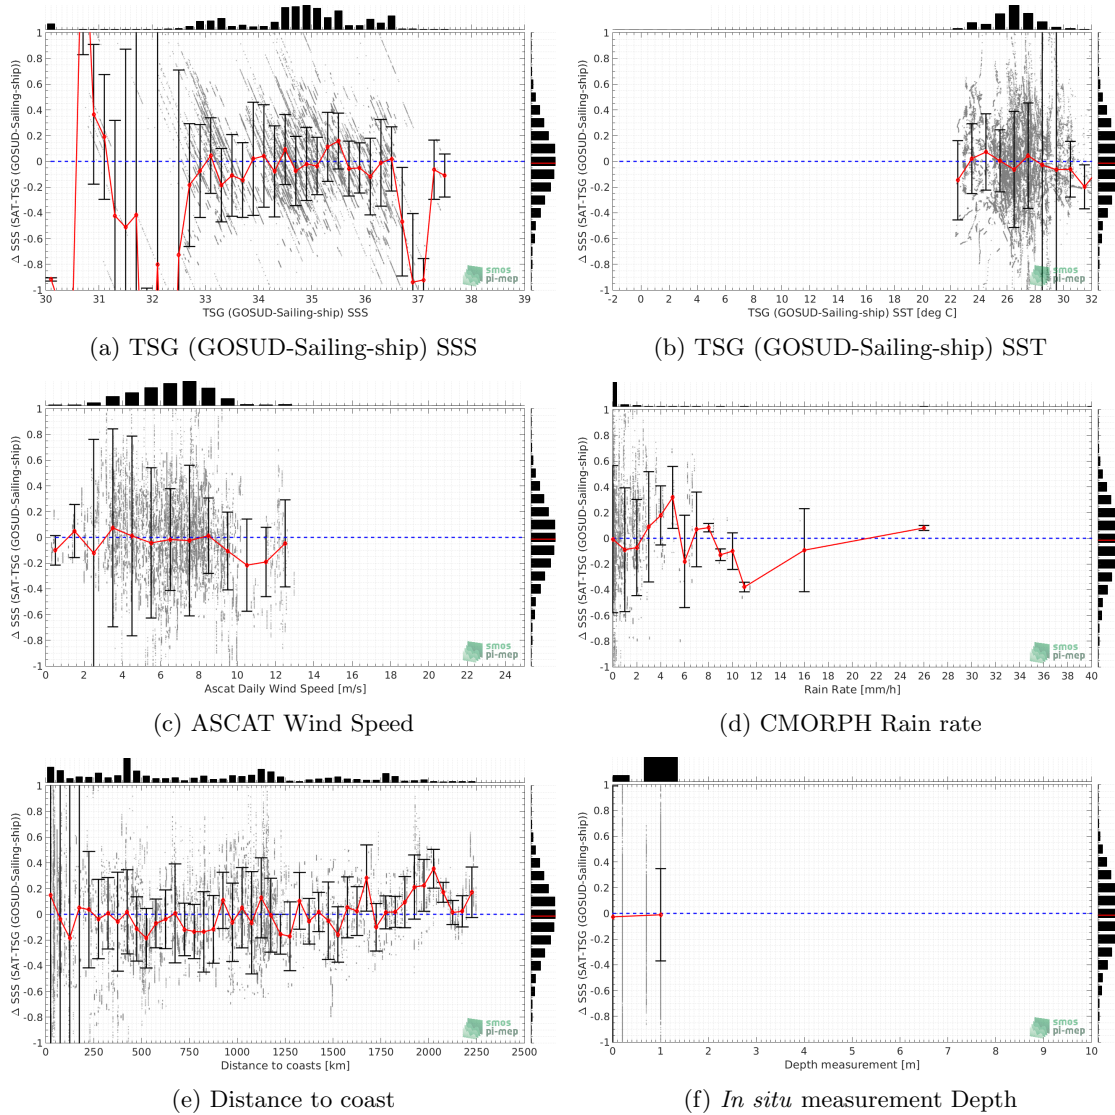 Δ SSS (SAT-TSG (GOSUD-Sailing-ship))
1
0.8
0.6
0.4
0.2
0
-0.2
-0.4
-0.6
-0.8
-1
30 31 32 33 34 35 36 37 38 39
TSG (GOSUD-Sailing-ship) SSS
smos
pi-mep
(a) TSG (GOSUD-Sailing-ship) SSS
Δ SSS (SAT-TSG (GOSUD-Sailing-ship))
1
0.8
0.6
0.4
0.2
0
-0.2
-0.4
-0.6
-0.8
-1
-2 0 2 4 6 8 10 12 14 16 18 20 22 24 26 28 30 32
TSG (GOSUD-Sailing-ship) SST [deg C]
smos
pi-mep
(b) TSG (GOSUD-Sailing-ship) SST
Δ SSS (SAT-TSG (GOSUD-Sailing-ship))
1
0.8
0.6
0.4
0.2
0
-0.2
-0.4
-0.6
-0.8
-1
0 2 4 6 8 10 12 14 16 18 20 22 24
Ascat Daily Wind Speed [m/s]
smos
pi-mep
(c) ASCAT Wind Speed
Δ SSS (SAT-TSG (GOSUD-Sailing-ship))
1
0.8
0.6
0.4
0.2
0
-0.2
-0.4
-0.6
-0.8
-1
0 2 4 6 8 10 12 14 16 18 20 22 24 26 28 30 32 34 36 38 40
Rain Rate [mm/h]
smos
pi-mep
(d) CMORPH Rain rate
Δ SSS (SAT-TSG (GOSUD-Sailing-ship))
1
0.8
0.6
0.4
0.2
0
-0.2
-0.4
-0.6
-0.8
-1
0 250 500 750 1000 1250 1500 1750 2000 2250 2500
Distance to coasts [km]
smos
pi-mep
(e) Distance to coast
Δ SSS (SAT-TSG (GOSUD-Sailing-ship))
1
0.8
0.6
0.4
0.2
0
-0.2
-0.4
-0.6
-0.8
-1
0 1 2 3 4 5 6 7 8 9 10
Depth measurement [m]
smos
pi-mep
(f) In situ measurement Depth